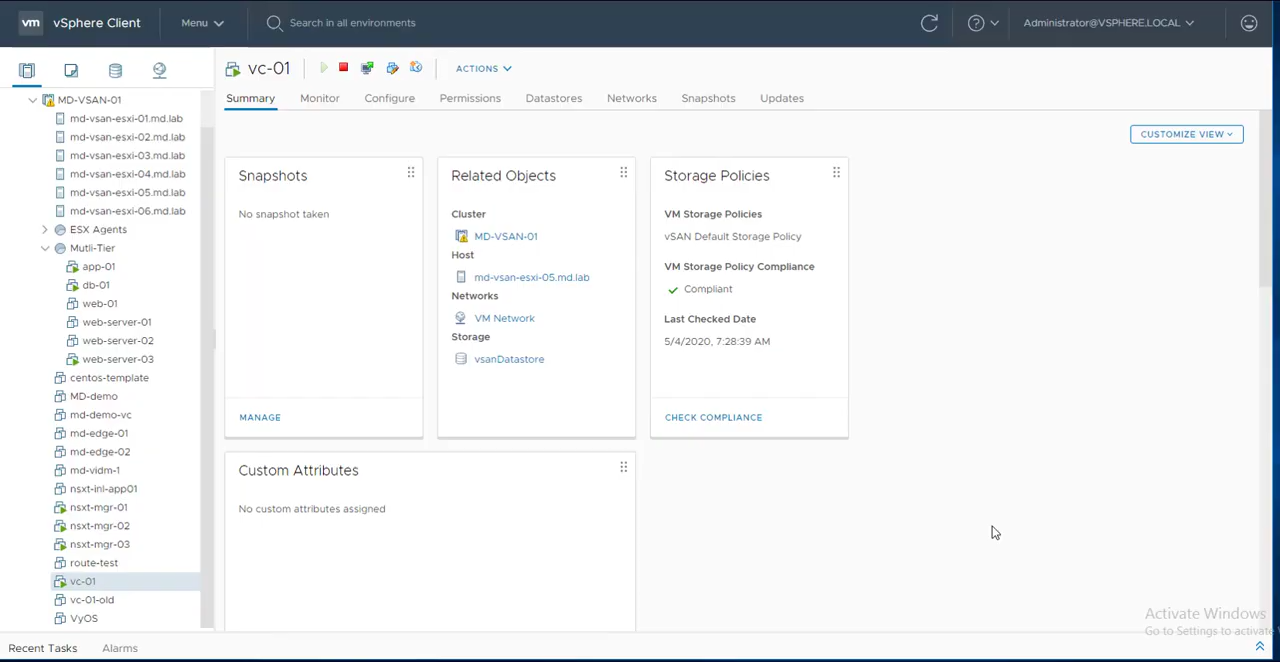 vm vSphere Client Menu Search in all environments Administrator@VSPHERE.LOCAL
MD-VSAN-01
md-vsan-esxi-01.md.lab
md-vsan-esxi-02.md.lab
md-vsan-esxi-03.md.lab
md-vsan-esxi-04.md.lab
md-vsan-esxi-05.md.lab
md-vsan-esxi-06.md.lab
ESX Agents
Mutli-Tier
app-01
db-01
web-01
web-server-01
web-server-02
web-server-03
centos-template
MD-demo
md-demo-vc
md-edge-01
md-edge-02
md-vidm-1
nsxt-inl-app01
nsxt-mgr-01
nsxt-mgr-02
nsxt-mgr-03
route-test
vc-01
vc-01-old
VyOS
vc-01 ACTIONS
Summary Monitor Configure Permissions Datastores Networks Snapshots Updates
CUSTOMIZE VIEW
Snapshots
No snapshot taken
MANAGE
Related Objects
Cluster
MD-VSAN-01
Host
md-vsan-esxi-05.md.lab
Networks
VM Network
Storage
vsanDatastore
Storage Policies
VM Storage Policies
vSAN Default Storage Policy
VM Storage Policy Compliance
Compliant
Last Checked Date
5/4/2020, 7:28:39 AM
CHECK COMPLIANCE
Custom Attributes
No custom attributes assigned
Activate Windows
Go to Settings to activate
Recent Tasks Alarms